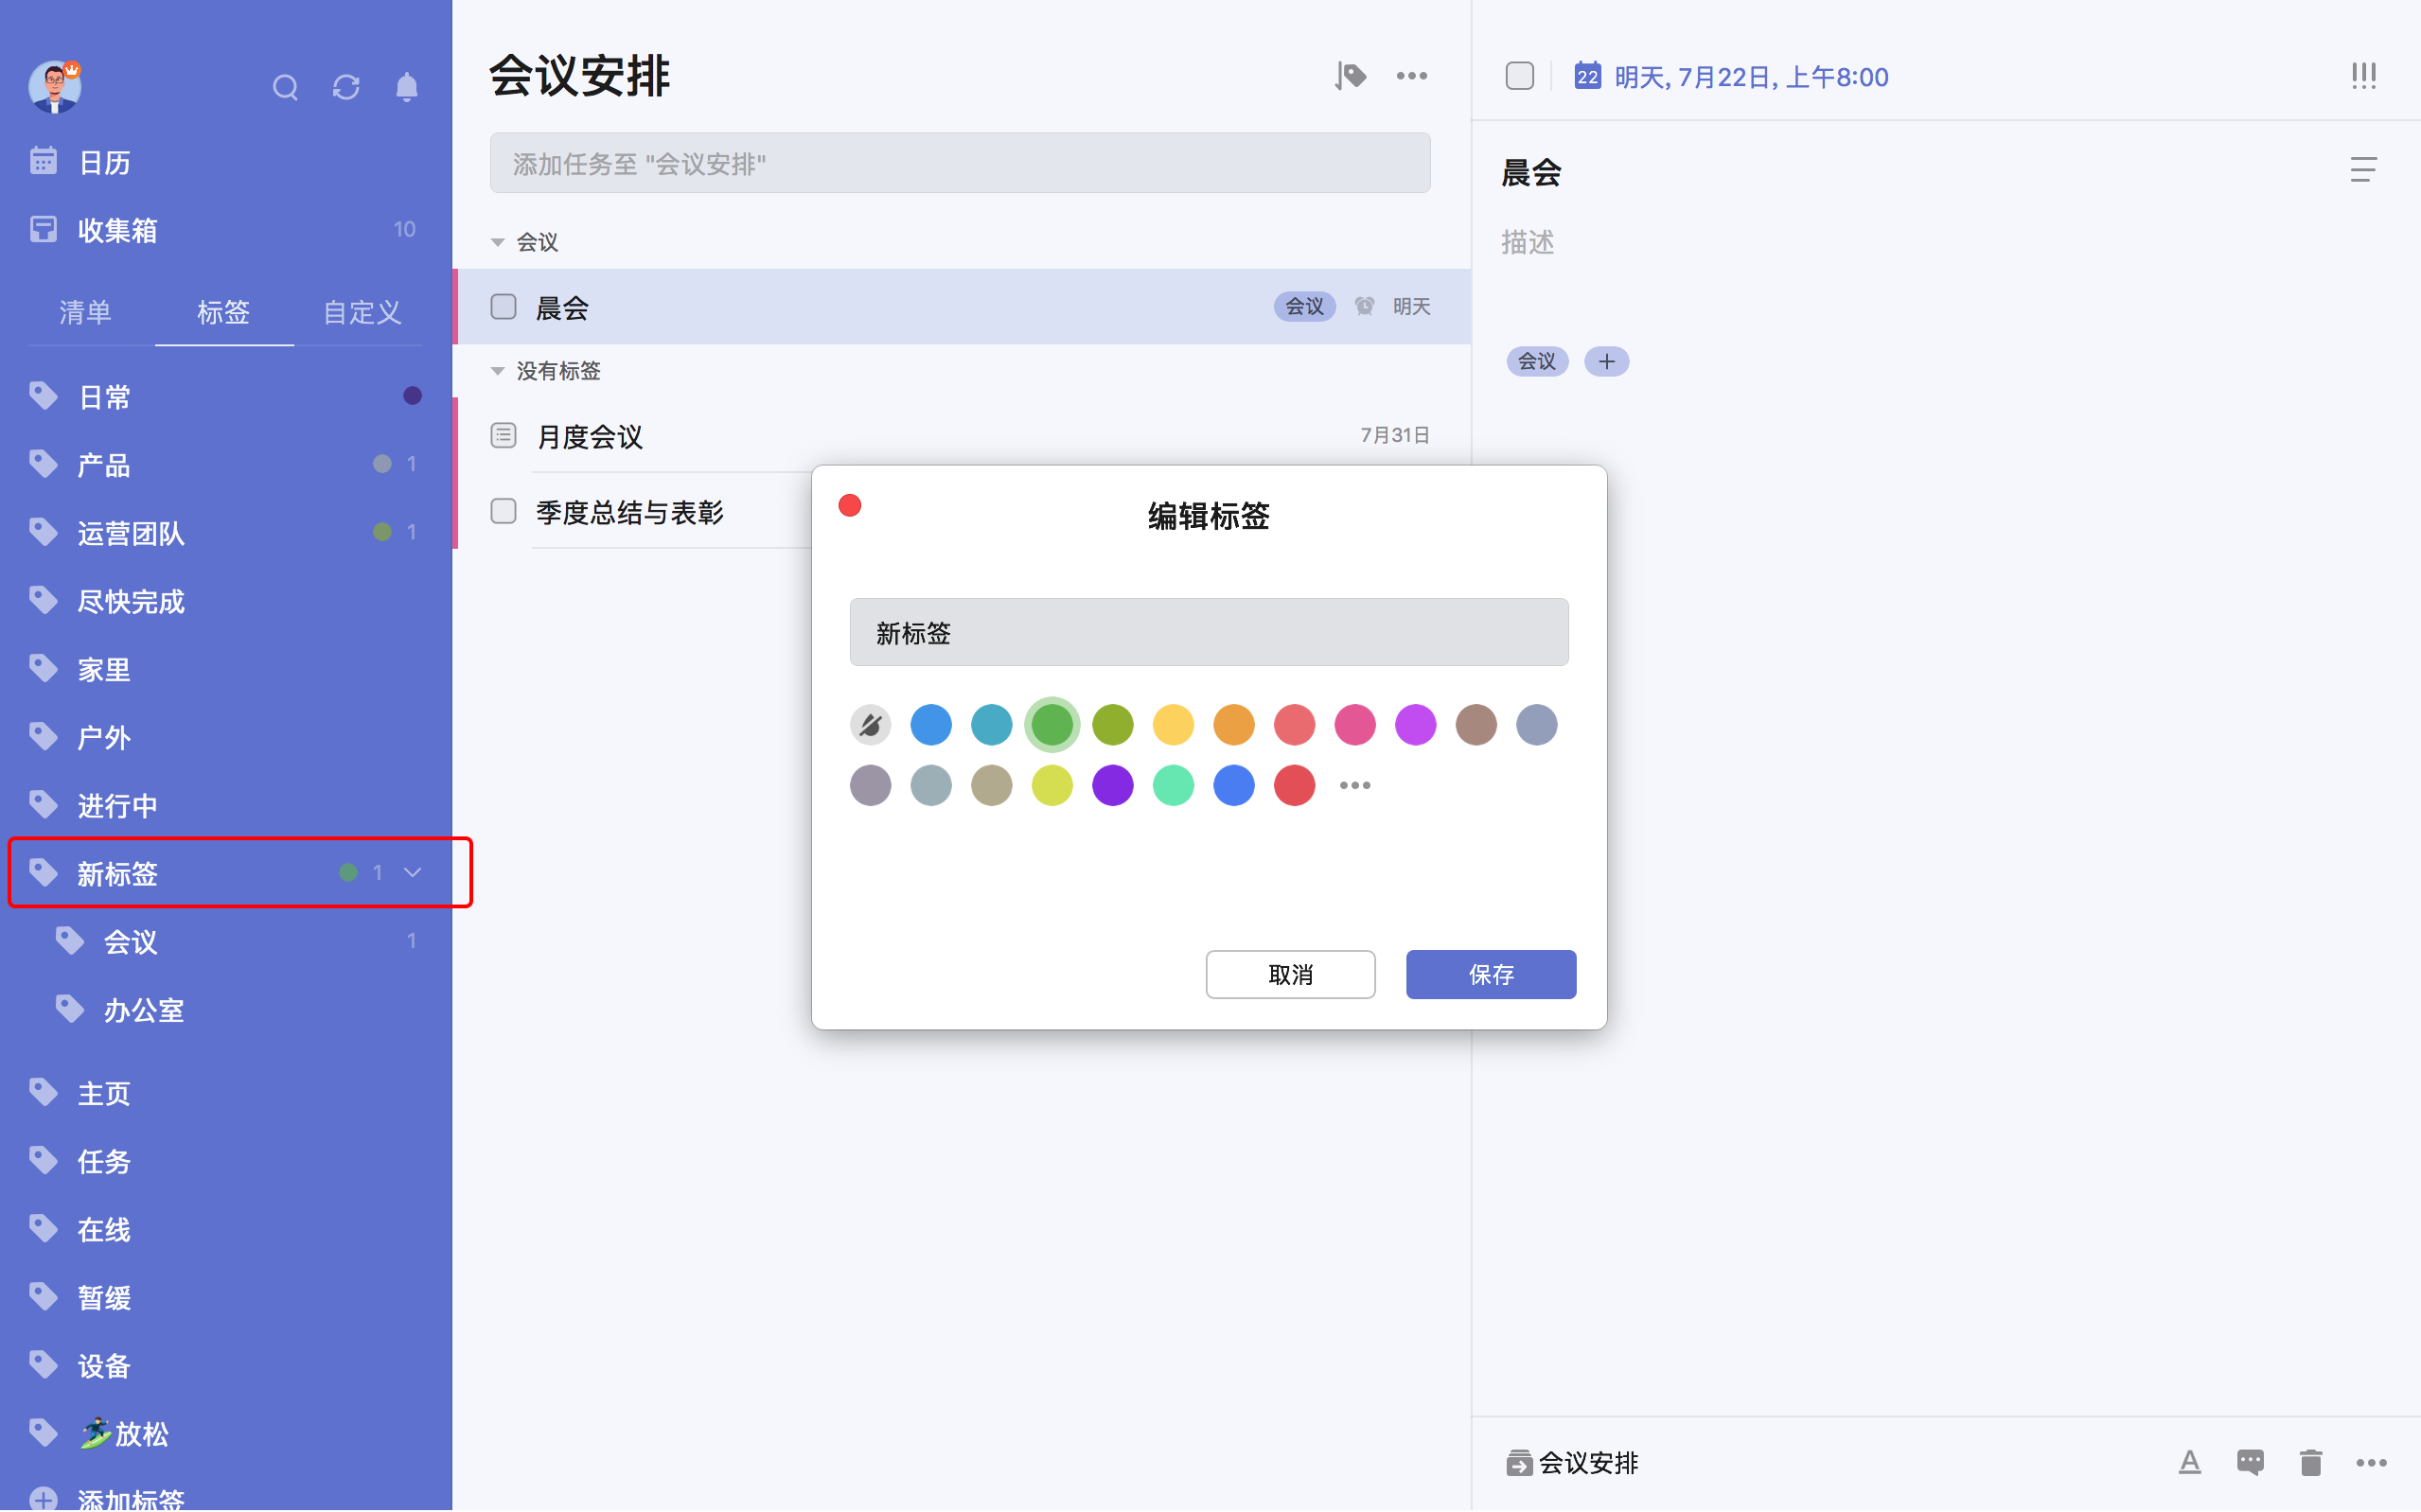 日历
收集箱 10
清单 标签 自定义
日常
产品 1
运营团队 1
尽快完成
家里
户外
进行中
新标签 1
会议 1
办公室
主页
任务
在线
暂缓
设备
放松
添加标签
会议安排
添加任务至 "会议安排"
会议
晨会 会议 明天
没有标签
月度会议 7月31日
季度总结与表彰
编辑标签
新标签
取消 保存
22 明天, 7月22日, 上午8:00
晨会
描述
会议 +
会议安排 A